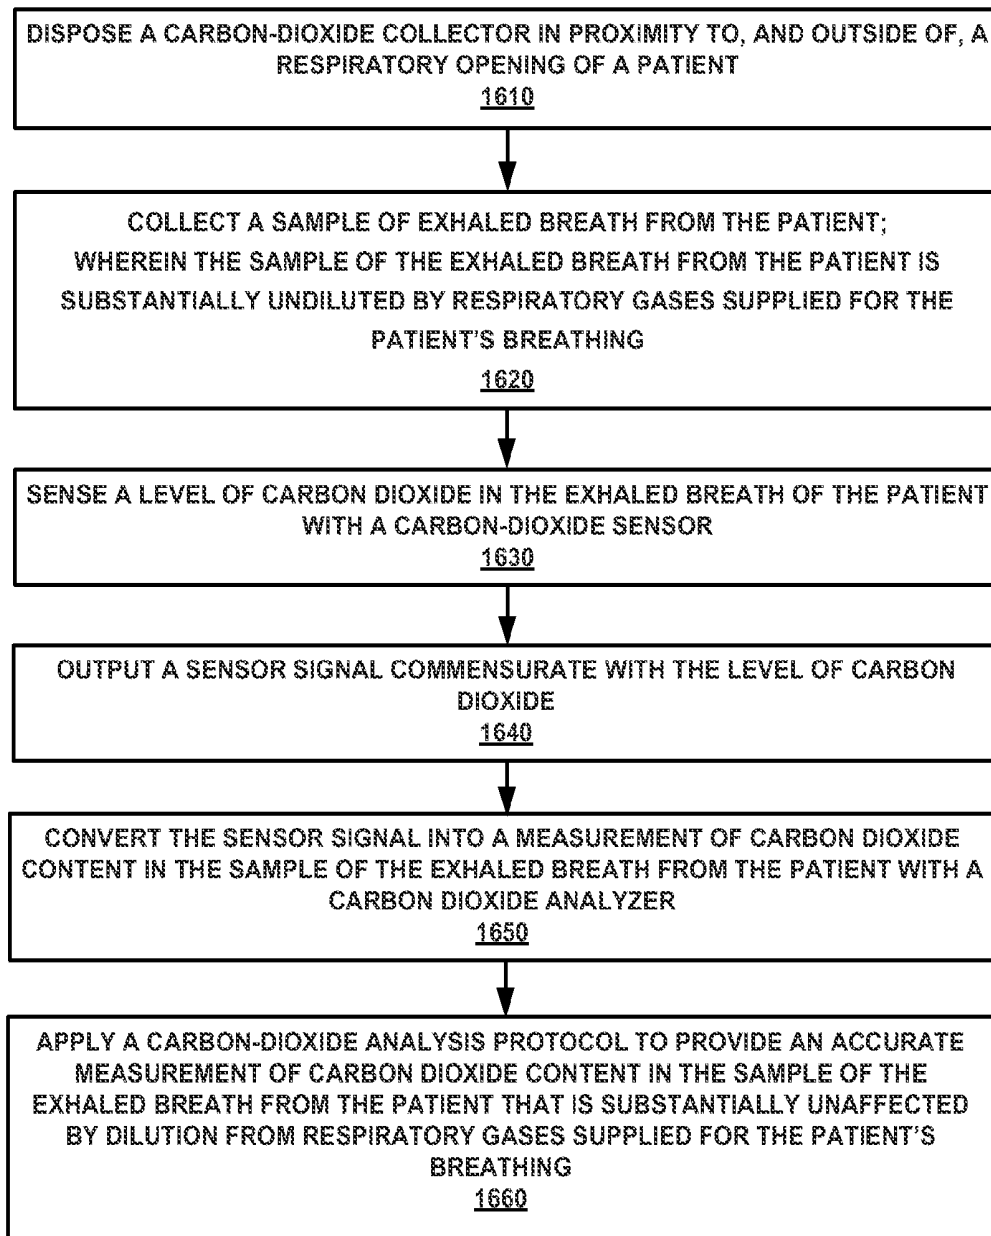 DISPOSE A CARBON-DIOXIDE COLLECTOR IN PROXIMITY TO, AND OUTSIDE OF, A
RESPIRATORY OPENING OF A PATIENT
1610
COLLECT A SAMPLE OF EXHALED BREATH FROM THE PATIENT;
WHEREIN THE SAMPLE OF THE EXHALED BREATH FROM THE PATIENT IS
SUBSTANTIALLY UNDILUTED BY RESPIRATORY GASES SUPPLIED FOR THE
PATIENT'S BREATHING
1620
SENSE A LEVEL OF CARBON DIOXIDE IN THE EXHALED BREATH OF THE PATIENT
WITH A CARBON-DIOXIDE SENSOR
1630
OUTPUT A SENSOR SIGNAL COMMENSURATE WITH THE LEVEL OF CARBON
DIOXIDE
1640
CONVERT THE SENSOR SIGNAL INTO A MEASUREMENT OF CARBON DIOXIDE
CONTENT IN THE SAMPLE OF THE EXHALED BREATH FROM THE PATIENT WITH A
CARBON DIOXIDE ANALYZER
1650
APPLY A CARBON-DIOXIDE ANALYSIS PROTOCOL TO PROVIDE AN ACCURATE
MEASUREMENT OF CARBON DIOXIDE CONTENT IN THE SAMPLE OF THE
EXHALED BREATH FROM THE PATIENT THAT IS SUBSTANTIALLY UNAFFECTED
BY DILUTION FROM RESPIRATORY GASES SUPPLIED FOR THE PATIENT'S
BREATHING
1660